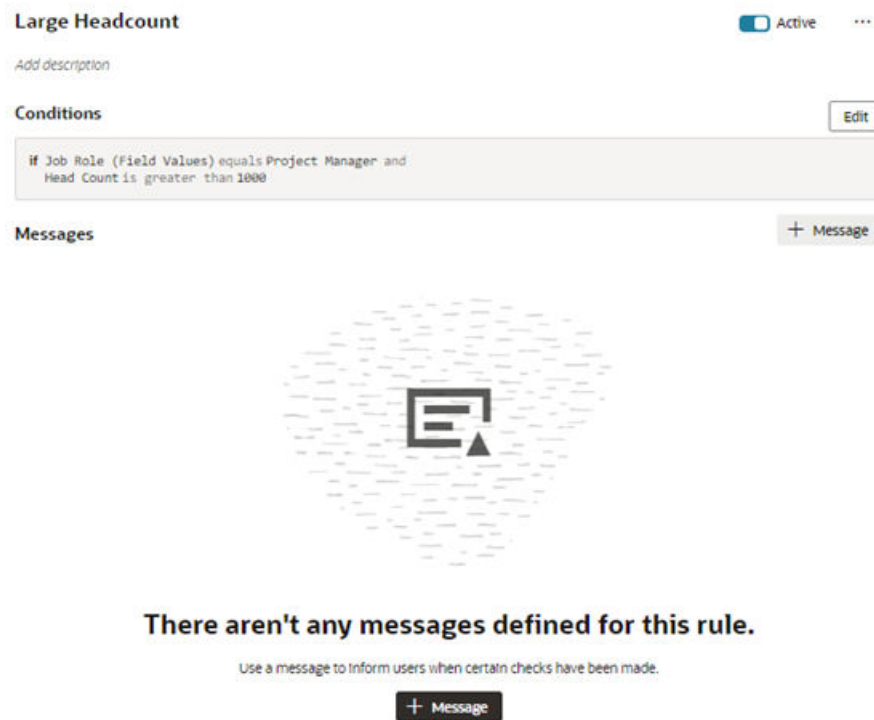 Large Headcount
Active ...
Add description
Conditions
Edit
if Job Role (Field Values) equals Project Manager and
Head Count is greater than 1000
Messages
+ Message
There aren't any messages defined for this rule.
Use a message to inform users when certain checks have been made.
+ Message